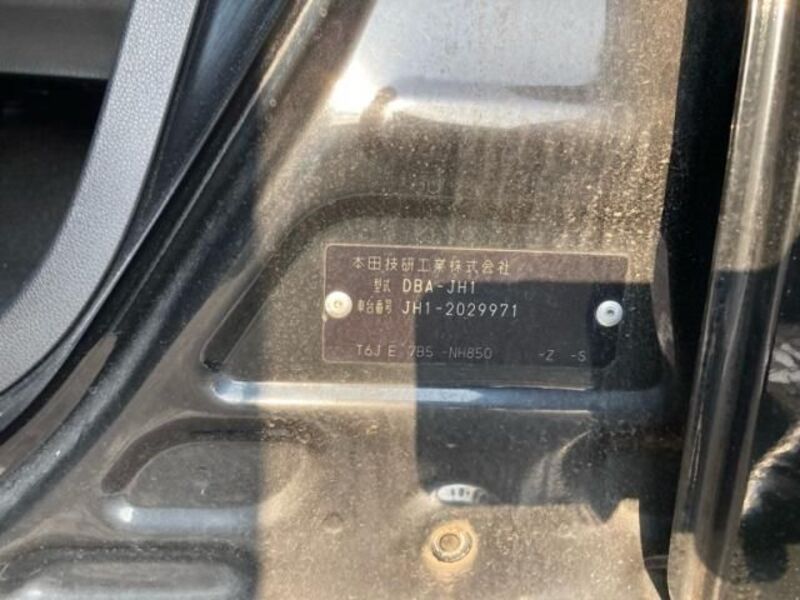 本田技研工業株式会社
型式 DBA-JH1
車台番号 JH1-2029971
T6J E 7B5 -NH850 -Z -S